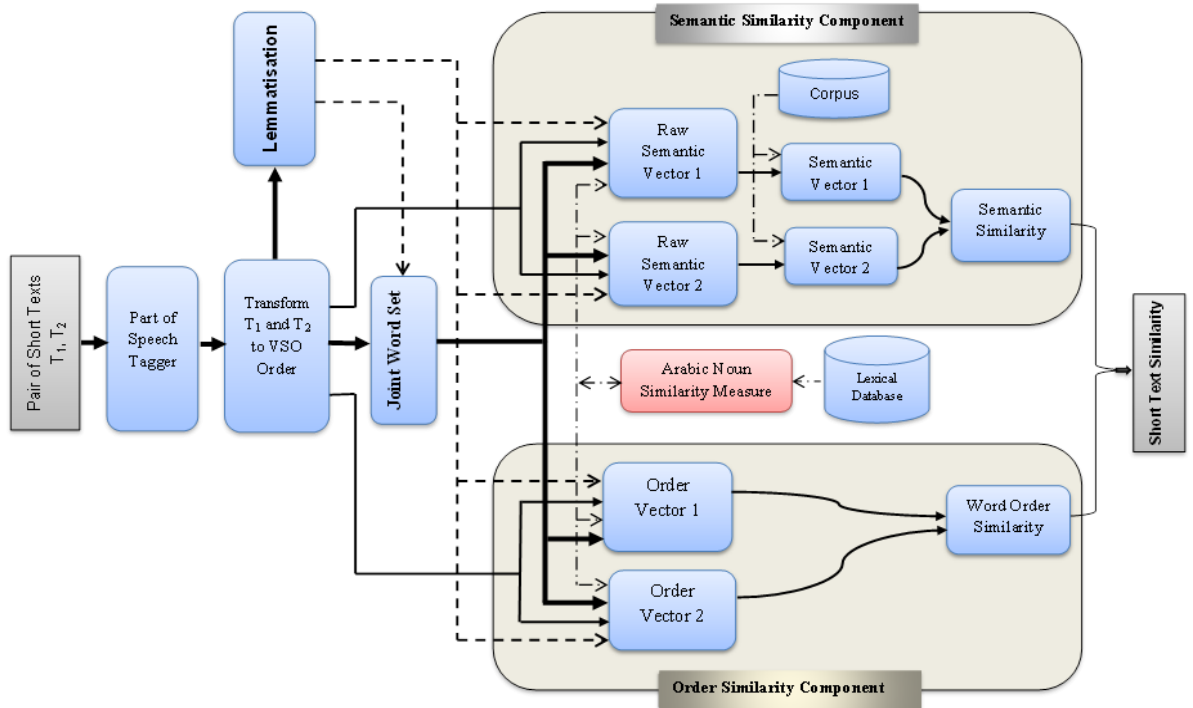 Semantic Similarity Component
Lemmatisation
Corpus
Raw
Semantic
Vector 1
Semantic
Vector 1
Semantic
Similarity
Raw
Semantic
Vector 2
Semantic
Vector 2
Pair of Short Texts
T1, T2
Part of
Speech
Tagger
Transform
T1 and T2
to VSO
Order
Joint Word Set
Arabic Noun
Similarity Measure
Lexical
Database
Short Text Similarity
Order
Vector 1
Word Order
Similarity
Order
Vector 2
Order Similarity Component